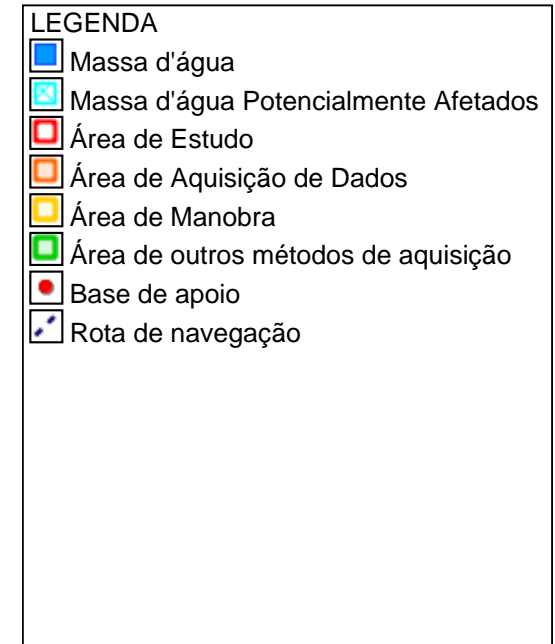 LEGENDA
Massa d'água
Massa d'água Potencialmente Afetados
Área de Estudo
Área de Aquisição de Dados
Área de Manobra
Área de outros métodos de aquisição
Base de apoio
Rota de navegação